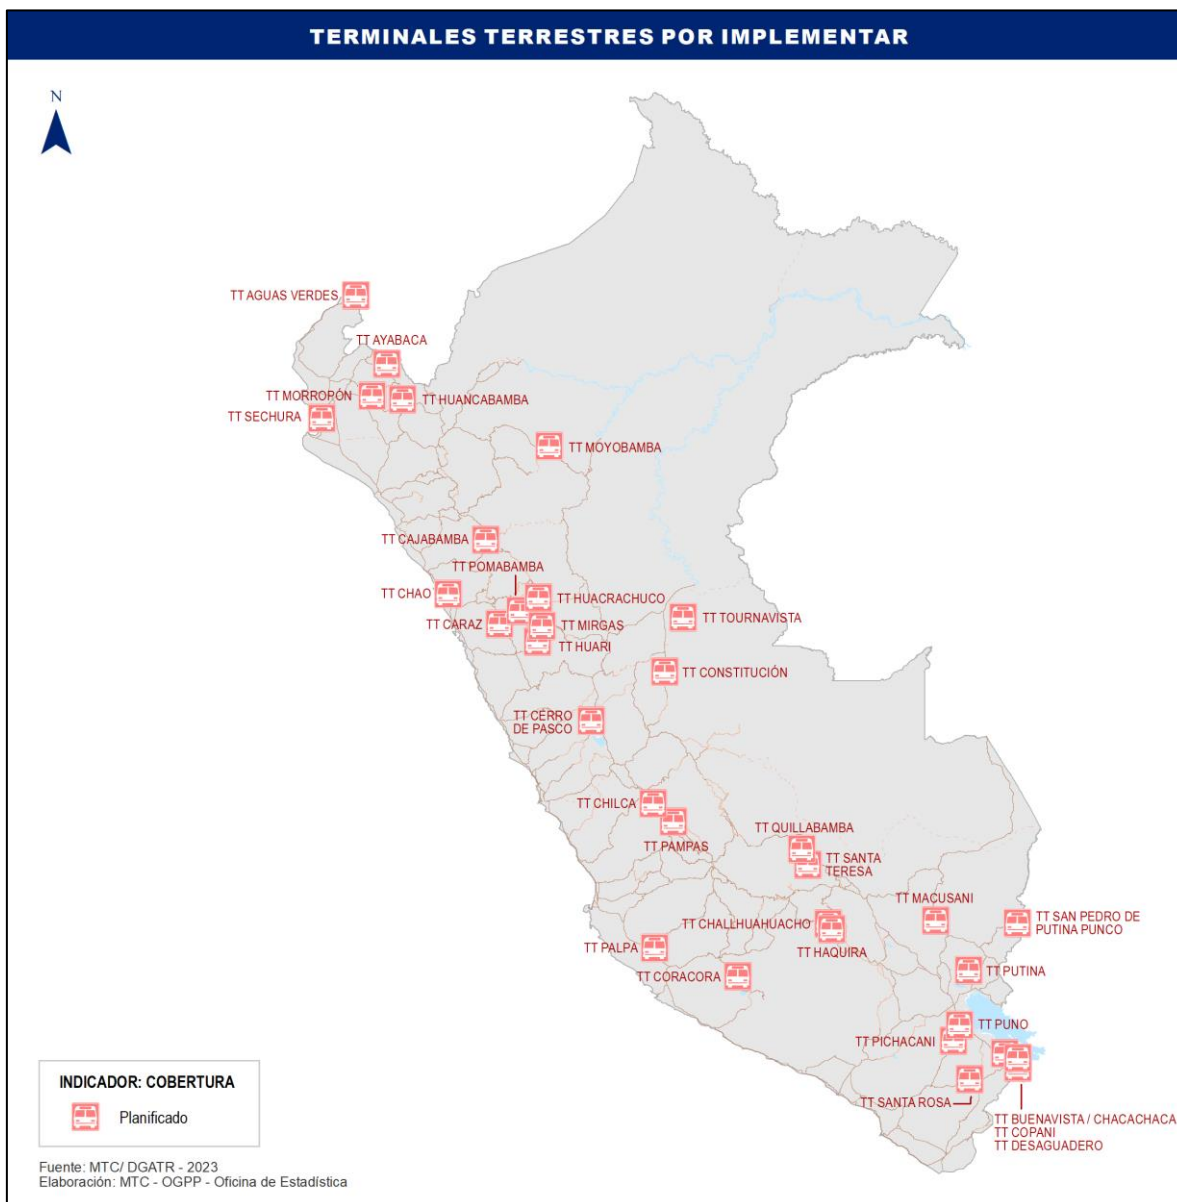 TERMINALES TERRESTRES POR IMPLEMENTAR
N
TT AGUAS VERDES
TT AYABACA
TT MORROPÓN
TT HUANCABAMBA
TT SECHURA
TT MOYOBAMBA
TT CAJABAMBA
TT POMABAMBA
TT CHAO
TT HUACRACHUCO
TT CARAZ
TT MIRGAS
TT TOURNAVISTA
TT HUARI
TT CONSTITUCIÓN
TT CERRO
DE PASCO
TT CHILCA
TT PAMPAS
TT QUILLABAMBA
TT SANTA
TERESA
TT MACUSANI
TT CHALLHUAHUACHO
TT SAN PEDRO DE
PUTINA PUNCO
TT HAQUIRA
TT PALPA
TT CORACORA
TT PUTINA
TT PUNO
TT PICHACANI
TT SANTA ROSA
TT BUENAVISTA / CHACACHACA
TT COPANI
TT DESAGUADERO
INDICADOR: COBERTURA
Planificado
Fuente: MTC/ DGATR - 2023
Elaboración: MTC - OGPP - Oficina de Estadística